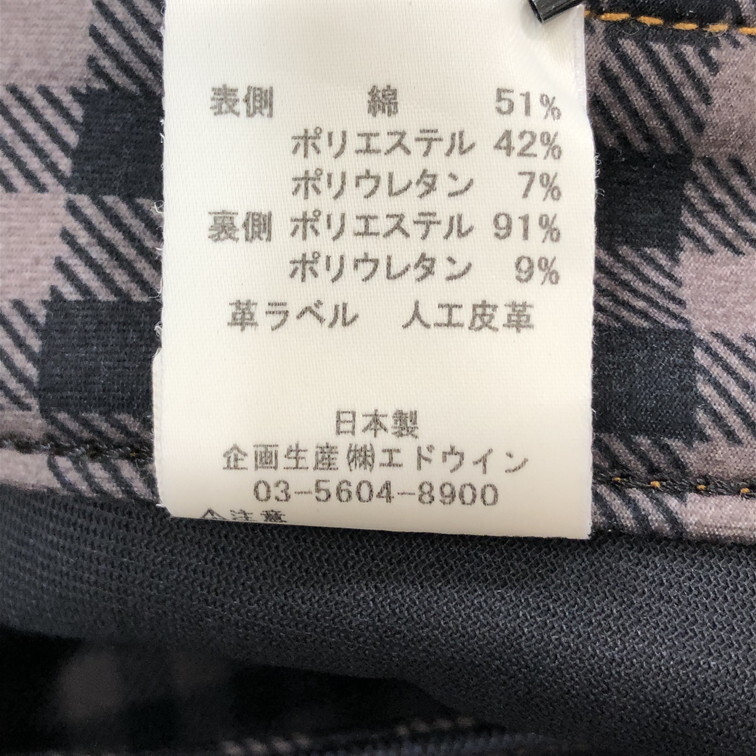 表側 綿 51%
ポリエステル 42%
ポリウレタン 7%
裏側 ポリエステル 91%
ポリウレタン 9%
革ラベル 人工皮革
日本製
企画生産㈱エドウイン
03-5604-8900
注意